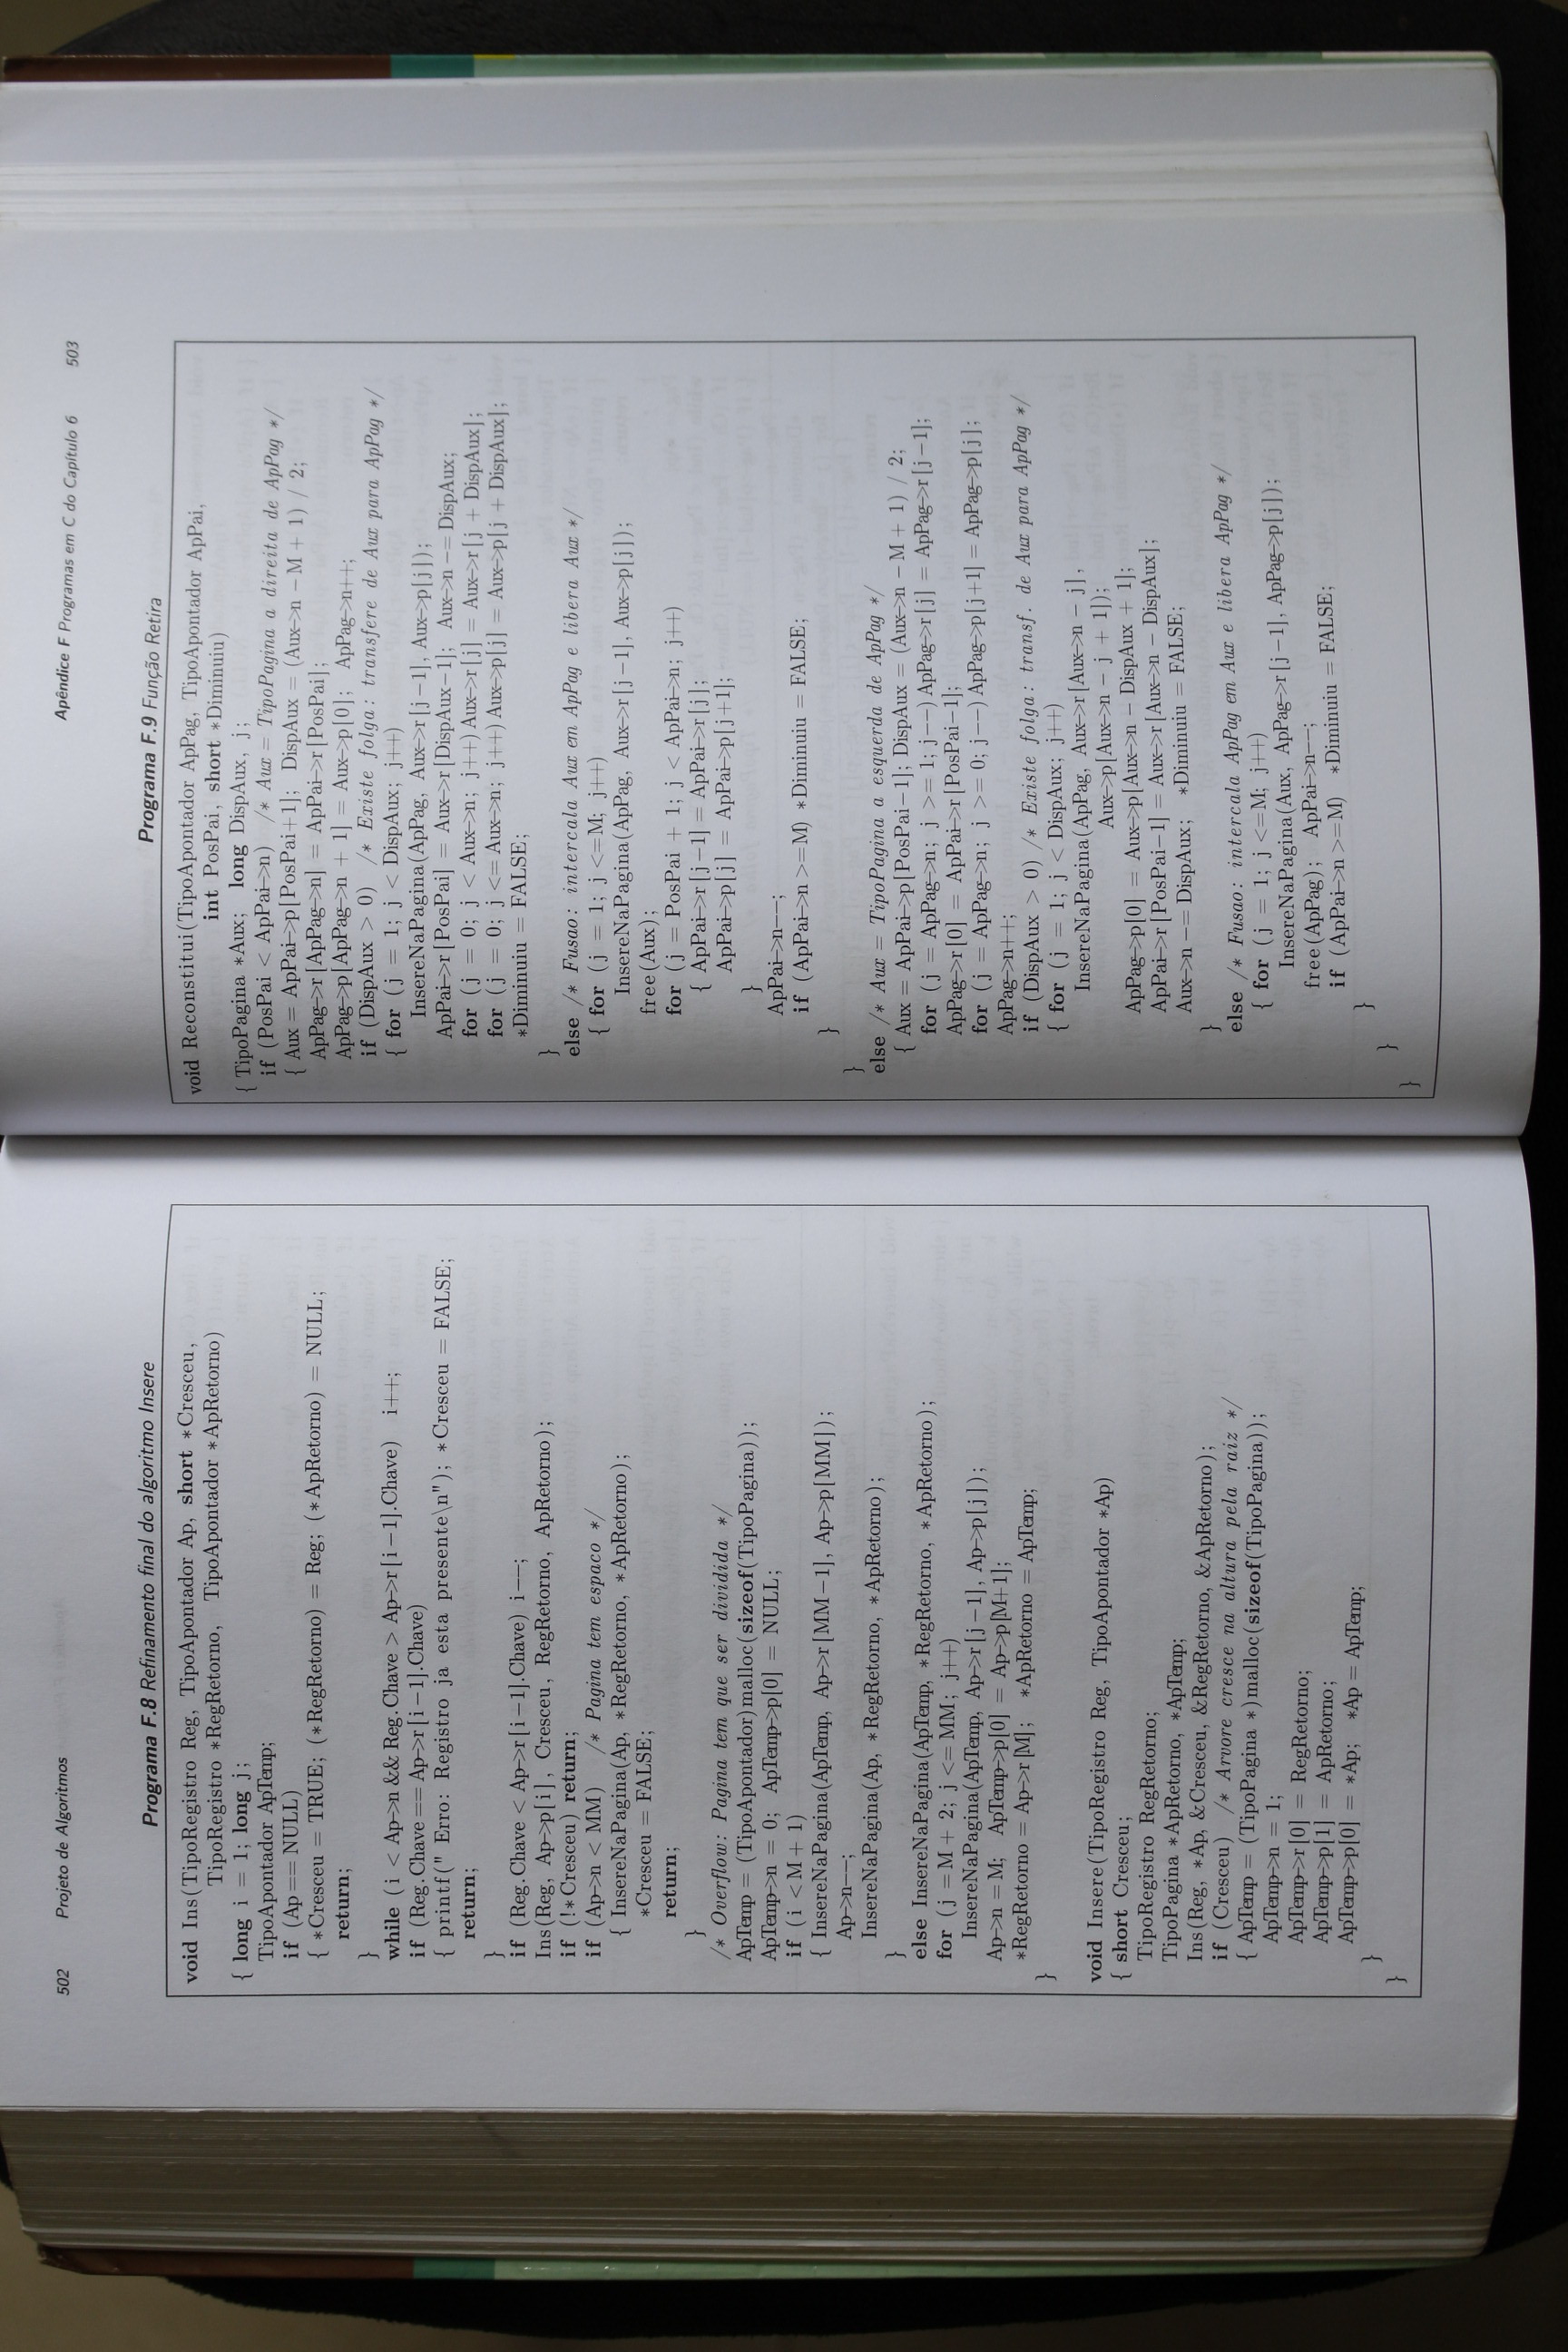 502 Projeto de Algoritmos
Programa F.8 Refinamento final do algoritmo Insere
void Ins(TipoRegistro Reg, TipoApontador Ap, short *Cresceu,
TipoRegistro *RegRetorno, TipoApontador *ApRetorno)
{ long i = 1; long j;
TipoApontador ApTemp;
if (Ap == NULL)
{ *Cresceu = TRUE; (*RegRetorno) = Reg; (*ApRetorno) = NULL;
return;
}
while (i < Ap->n && Reg.Chave > Ap->r[i-1].Chave) i++;
if (Reg.Chave == Ap->r[i-1].Chave)
{ printf(" Erro: Registro ja esta presente\n"); *Cresceu = FALSE;
return;
}
if (Reg.Chave < Ap->r[i-1].Chave) i--;
Ins(Reg, Ap->p[i], Cresceu, RegRetorno, ApRetorno);
if (!*Cresceu) return;
if (Ap->n < MM) /* Pagina tem espaco */
{ InsereNaPagina(Ap, *RegRetorno, *ApRetorno);
*Cresceu = FALSE;
return;
}
/* Overflow: Pagina tem que ser dividida */
ApTemp = (TipoApontador)malloc(sizeof(TipoPagina));
ApTemp->n = 0; ApTemp->p[0] = NULL;
if (i < M + 1)
{ InsereNaPagina(ApTemp, Ap->r[MM-1], Ap->p[MM]);
Ap->n--;
InsereNaPagina(Ap, *RegRetorno, *ApRetorno);
}
else InsereNaPagina(ApTemp, *RegRetorno, *ApRetorno);
for (j = M + 2; j <= MM; j++)
InsereNaPagina(ApTemp, Ap->r[j-1], Ap->p[j]);
Ap->n = M; ApTemp->p[0] = Ap->p[M+1];
*RegRetorno = Ap->r[M]; *ApRetorno = ApTemp;
}
void Insere(TipoRegistro Reg, TipoApontador *Ap)
{ short Cresceu;
TipoRegistro RegRetorno;
TipoPagina *ApRetorno, *ApTemp;
Ins(Reg, *Ap, &Cresceu, &RegRetorno, &ApRetorno);
if (Cresceu) /* Arvore cresce na altura pela raiz */
{ ApTemp = (TipoPagina *)malloc(sizeof(TipoPagina));
ApTemp->n = 1;
ApTemp->r[0] = RegRetorno;
ApTemp->p[1] = ApRetorno;
ApTemp->p[0] = *Ap; *Ap = ApTemp;
}
}
Apêndice F Programas em C do Capítulo 6 503
Programa F.9 Função Retira
void Reconstitui(TipoApontador ApPag, TipoApontador ApPai,
int PosPai, short *Diminuiu)
{ TipoPagina *Aux; long DispAux, j;
if (PosPai < ApPai->n) /* Aux = TipoPagina a direita de ApPag */
{ Aux = ApPai->p[PosPai+1]; DispAux = (Aux->n - M + 1) / 2;
ApPag->r[ApPag->n] = ApPai->r[PosPai];
ApPag->p[ApPag->n + 1] = Aux->p[0]; ApPag->n++;
if (DispAux > 0) /* Existe folga: transfere de Aux para ApPag */
{ for (j = 1; j < DispAux; j++)
InsereNaPagina(ApPag, Aux->r[j-1], Aux->p[j]);
ApPai->r[PosPai] = Aux->r[DispAux-1]; Aux->n -= DispAux;
for (j = 0; j < Aux->n; j++) Aux->r[j] = Aux->r[j + DispAux];
for (j = 0; j <= Aux->n; j++) Aux->p[j] = Aux->p[j + DispAux];
*Diminuiu = FALSE;
}
else /* Fusao: intercala Aux em ApPag e libera Aux */
{ for (j = 1; j <=M; j++)
InsereNaPagina(ApPag, Aux->r[j-1], Aux->p[j]);
free(Aux);
for (j = PosPai + 1; j < ApPai->n; j++)
{ ApPai->r[j-1] = ApPai->r[j];
ApPai->p[j] = ApPai->p[j+1];
}
ApPai->n--;
if (ApPai->n >=M) *Diminuiu = FALSE;
}
}
else /* Aux = TipoPagina a esquerda de ApPag */
{ Aux = ApPai->p[PosPai-1]; DispAux = (Aux->n - M + 1) / 2;
for (j = ApPag->n; j >= 1; j--) ApPag->r[j] = ApPag->r[j-1];
ApPag->r[0] = ApPai->r[PosPai-1];
for (j = ApPag->n; j >= 0; j--) ApPag->p[j+1] = ApPag->p[j];
ApPag->n++;
if (DispAux > 0) /* Existe folga: transf. de Aux para ApPag */
{ for (j = 1; j < DispAux; j++)
InsereNaPagina(ApPag, Aux->r[Aux->n - j],
Aux->p[Aux->n - j + 1]);
ApPag->p[0] = Aux->p[Aux->n - DispAux + 1];
ApPai->r[PosPai-1] = Aux->r[Aux->n - DispAux];
Aux->n -= DispAux; *Diminuiu = FALSE;
}
else /* Fusao: intercala ApPag em Aux e libera ApPag */
{ for (j = 1; j <=M; j++)
InsereNaPagina(Aux, ApPag->r[j-1], ApPag->p[j]);
free(ApPag); ApPai->n--;
if (ApPai->n >=M) *Diminuiu = FALSE;
}
}
}